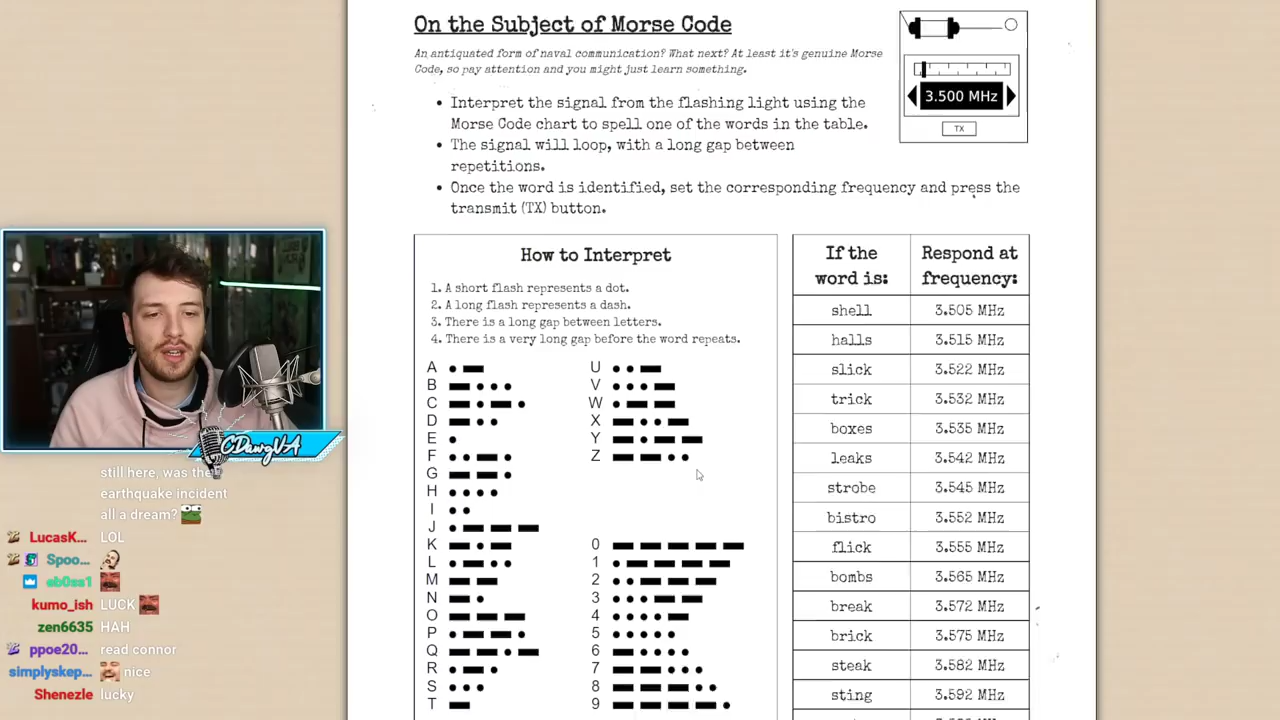 On the Subject of Morse Code
An antiquated form of naval communication? What next? At least it's genuine Morse
Code, so pay attention and you might just learn something.
• Interpret the signal from the flashing light using the
Morse Code chart to spell one of the words in the table.
• The signal will loop, with a long gap between
repetitions.
• Once the word is identified, set the corresponding frequency and press the
transmit (TX) button.
3.500 MHz
TX
How to Interpret
1. A short flash represents a dot.
2. A long flash represents a dash.
3. There is a long gap between letters.
4. There is a very long gap before the word repeats.
A
B
C
D
E
F
G
H
I
J
K
L
M
N
O
P
Q
R
S
T
U
V
W
X
Y
Z
0
1
2
3
4
5
6
7
8
9
If the word is: Respond at frequency:
shell 3.505 MHz
halls 3.515 MHz
slick 3.522 MHz
trick 3.532 MHz
boxes 3.535 MHz
leaks 3.542 MHz
strobe 3.545 MHz
bistro 3.552 MHz
flick 3.555 MHz
bombs 3.565 MHz
break 3.572 MHz
brick 3.575 MHz
steak 3.582 MHz
sting 3.592 MHz
CDawgVA
still here, was the
earthquake incident
all a dream?
LucasK... LOL
Spoo...
ab0sa1
kumo_ish LUCK
zen6635 HAH
ppoe20... read connor
simplyskep... nice
Shenezle lucky